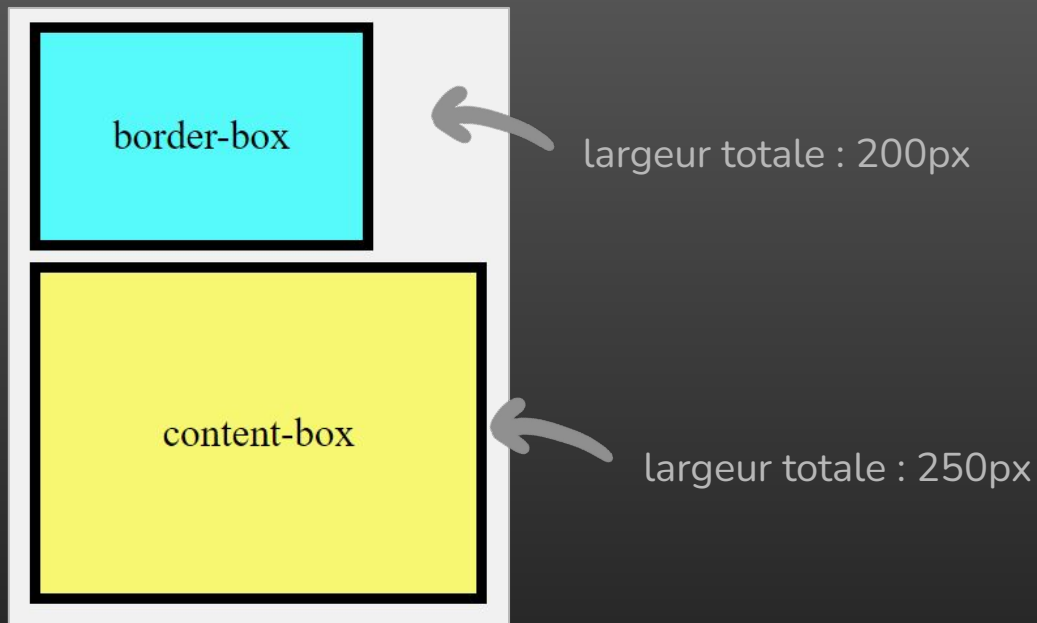 border-box
largeur totale : 200px
content-box
largeur totale : 250px